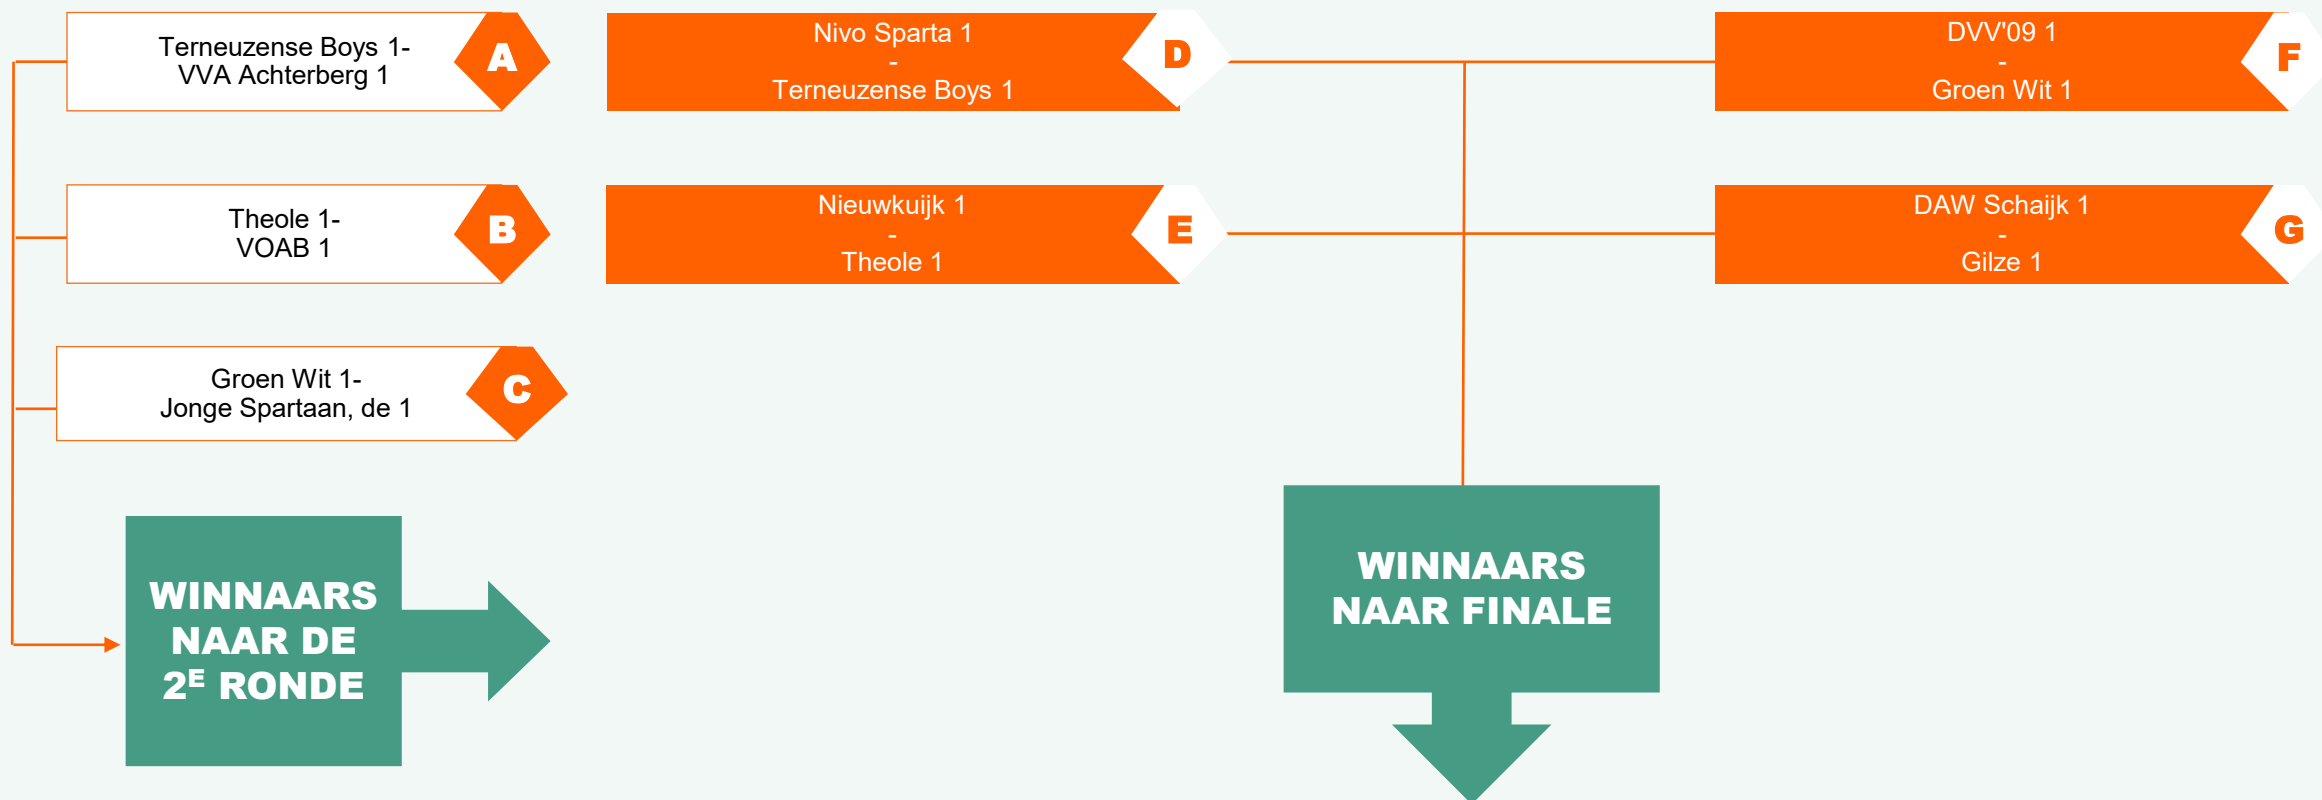 Terneuzense Boys 1-
VVA Achterberg 1
A
Nivo Sparta 1
-
Terneuzense Boys 1
D
DVV'09 1
-
Groen Wit 1
F
Theole 1-
VOAB 1
B
Nieuwkuijk 1
-
Theole 1
E
DAW Schaijk 1
-
Gilze 1
G
Groen Wit 1-
Jonge Spartaan, de 1
C
WINNAARS
NAAR DE
2E RONDE
WINNAARS
NAAR FINALE